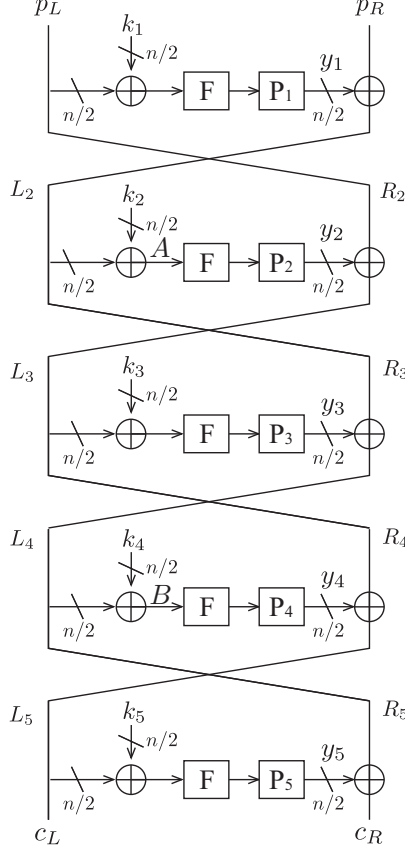 p_L p_R
k_1
n/2 y_1
F P_1
n/2 n/2
L_2 R_2
k_2
n/2 y_2
A F P_2
n/2 n/2
L_3 R_3
k_3
n/2 y_3
F P_3
n/2 n/2
L_4 R_4
k_4
n/2 y_4
B F P_4
n/2 n/2
L_5 R_5
k_5
n/2 y_5
F P_5
n/2 n/2
c_L c_R